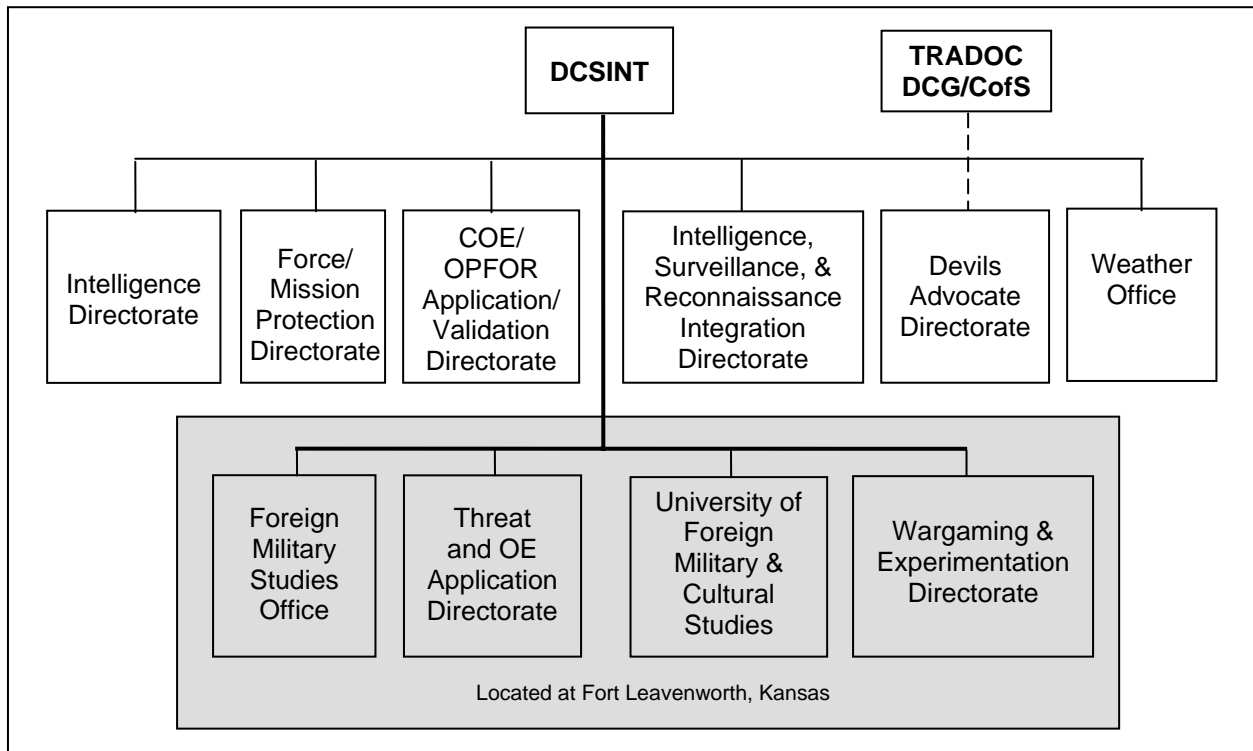 DCSINT
TRADOC
DCG/CofS
Intelligence
Directorate
Force/
Mission
Protection
Directorate
COE/
OPFOR
Application/
Validation
Directorate
Intelligence,
Surveillance, &
Reconnaissance
Integration
Directorate
Devils
Advocate
Directorate
Weather
Office
Foreign
Military
Studies
Office
Threat
and OE
Application
Directorate
University of
Foreign
Military &
Cultural
Studies
Wargaming &
Experimentation
Directorate
Located at Fort Leavenworth, Kansas